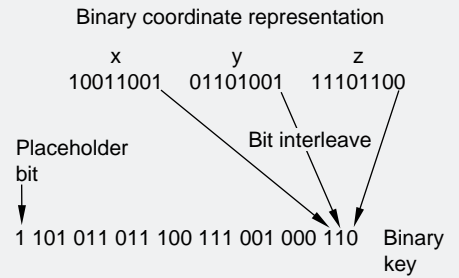 Binary coordinate representation
x y z
10011001 01101001 11101100
Bit interleave
Placeholder
bit
1 101 011 011 100 111 001 000 110 Binary
key